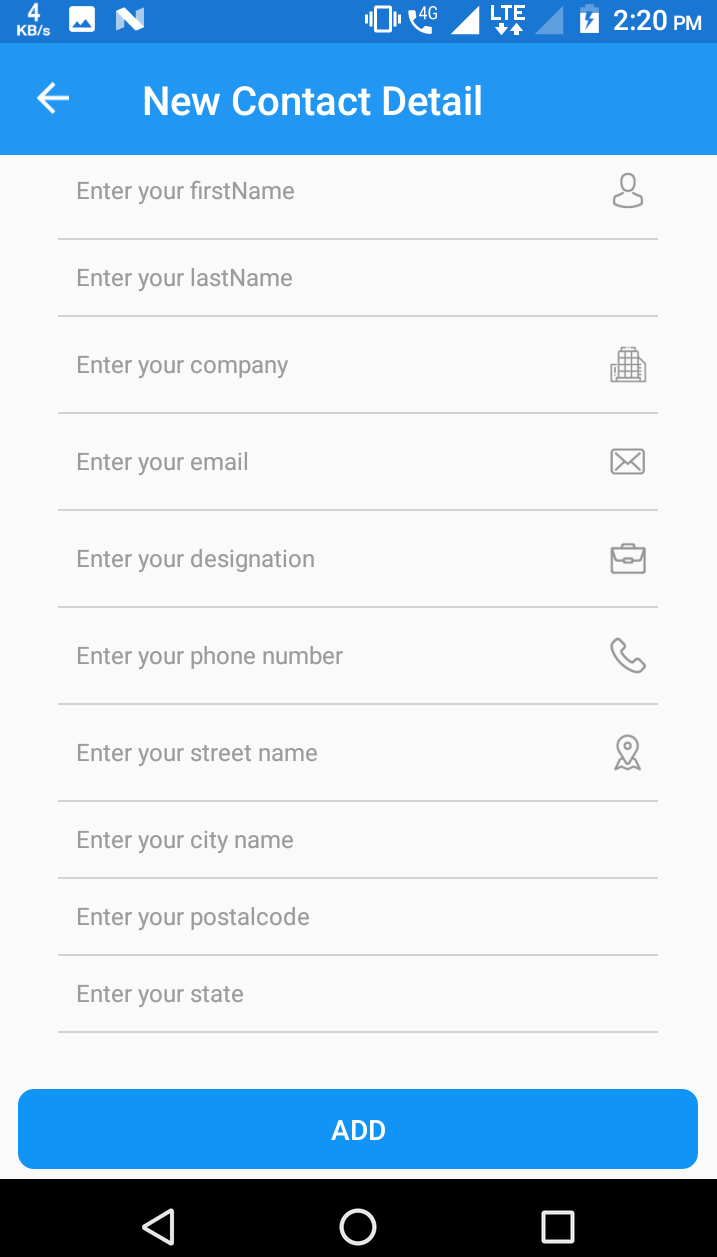 4
KB/s
4G
LTE
2:20 PM
New Contact Detail
Enter your firstName
Enter your lastName
Enter your company
Enter your email
Enter your designation
Enter your phone number
Enter your street name
Enter your city name
Enter your postalcode
Enter your state
ADD